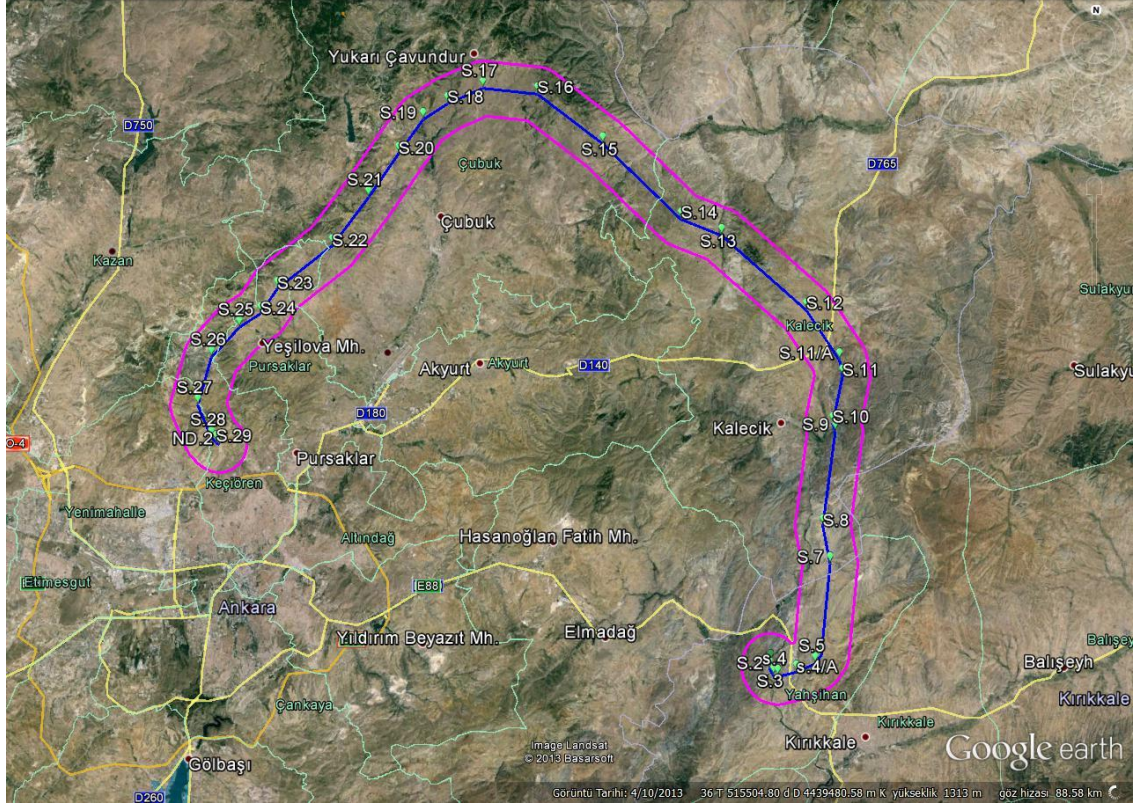 N
Yukarı Çavundur
S.17
S.16
S.18
S.19
D750
S.15
D765
S.20
Çubuk
S.21
S.14
Çubuk
S.13
S.22
Kazan
S.23
Sulakyu
S.12
S.25
S.24
Kalecik
S.26
Yeşilova Mh.
S.11/A
Pursaklar
Akyurt
Akyurt
D140
S.11
Sulakyu
S.27
D180
S.28
S.10
S.9
Kalecik
ND.2
S.29
O-4
Pursaklar
Keçiören
Yenimahalle
S.8
Altındağ
Hasanoğlan Fatih Mh.
S.7
Etimesgut
E88
Ankara
Elmadağ
Yıldırım Beyazıt Mh.
Balışeyh
S.5
S.2
s.4
s.4/A
Balışeyh
S.3
Yahşihan
Kırıkkale
Çankaya
Kırıkkale
Kırıkkale
Image Landsat
© 2013 Basarsoft
Google earth
Gölbaşı
D260
Görüntü Tarihi: 4/10/2013 36 T 515504.80 d D 4439480.58 m K yükseklik 1313 m göz hizası 88.58 km